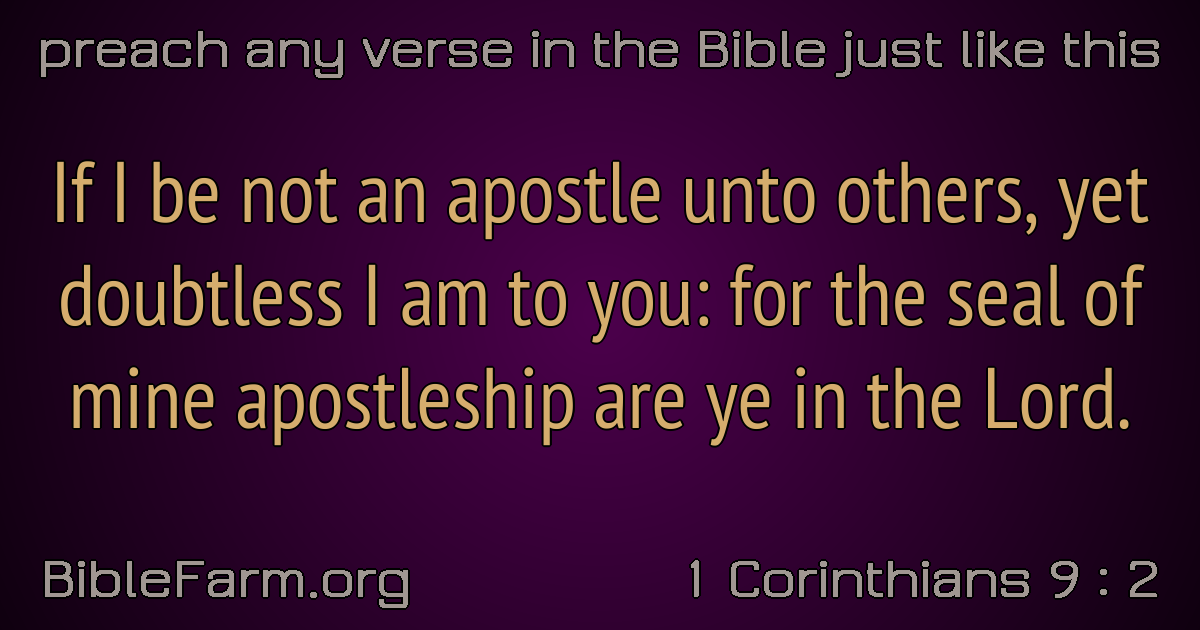 preach any verse in the Bible just like this
If I be not an apostle unto others, yet
doubtless I am to you: for the seal of
mine apostleship are ye in the Lord.
BibleFarm.org
1 Corinthians 9 : 2